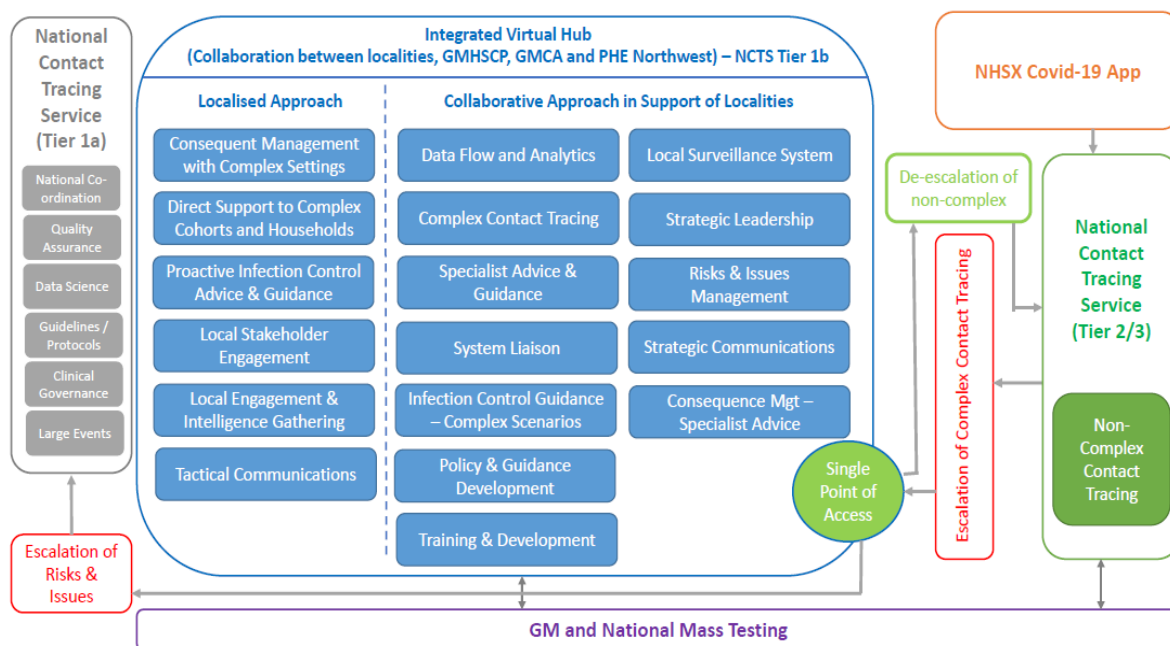 National
Contact
Tracing
Service
(Tier 1a)
National Co-
ordination
Quality
Assurance
Data Science
Guidelines /
Protocols
Clinical
Governance
Large Events
Escalation of
Risks &
Issues
Integrated Virtual Hub
(Collaboration between localities, GMHSCP, GMCA and PHE Northwest) – NCTS Tier 1b
Localised Approach
Consequent Management
with Complex Settings
Direct Support to Complex
Cohorts and Households
Proactive Infection Control
Advice & Guidance
Local Stakeholder
Engagement
Local Engagement &
Intelligence Gathering
Tactical Communications
Collaborative Approach in Support of Localities
Data Flow and Analytics
Complex Contact Tracing
Specialist Advice &
Guidance
System Liaison
Infection Control Guidance
– Complex Scenarios
Policy & Guidance
Development
Training & Development
Local Surveillance System
Strategic Leadership
Risks & Issues
Management
Strategic Communications
Consequence Mgt –
Specialist Advice
Single
Point of
Access
De-escalation of
non-complex
Escalation of Complex Contact Tracing
NHSX Covid-19 App
National
Contact
Tracing
Service
(Tier 2/3)
Non-
Complex
Contact
Tracing
GM and National Mass Testing